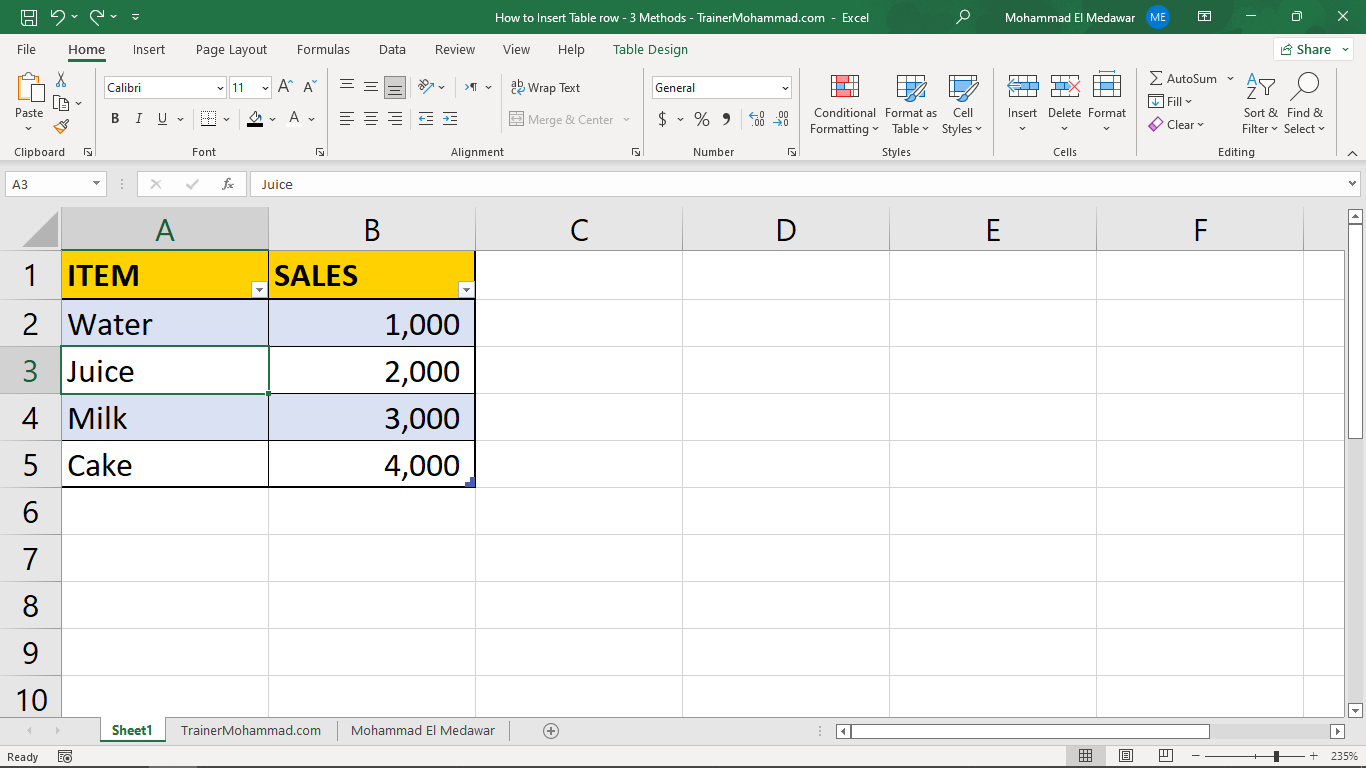 How to Insert Table row - 3 Methods - TrainerMohammad.com - Excel
Mohammad El Medawar ME
File Home Insert Page Layout Formulas Data Review View Help Table Design Share
Paste
Clipboard
Calibri 11
B I U A
Font
ab Wrap Text
Merge & Center
Alignment
General
$ % 9
Number
Conditional Formatting
Format as Table
Cell Styles
Styles
Insert Delete Format
Cells
AutoSum
Fill
Clear
Sort & Filter
Find & Select
Editing
A3 fx Juice
A B C D E F
1 ITEM SALES
2 Water 1,000
3 Juice 2,000
4 Milk 3,000
5 Cake 4,000
6
7
8
9
10
Sheet1 TrainerMohammad.com Mohammad El Medawar
Ready 235%